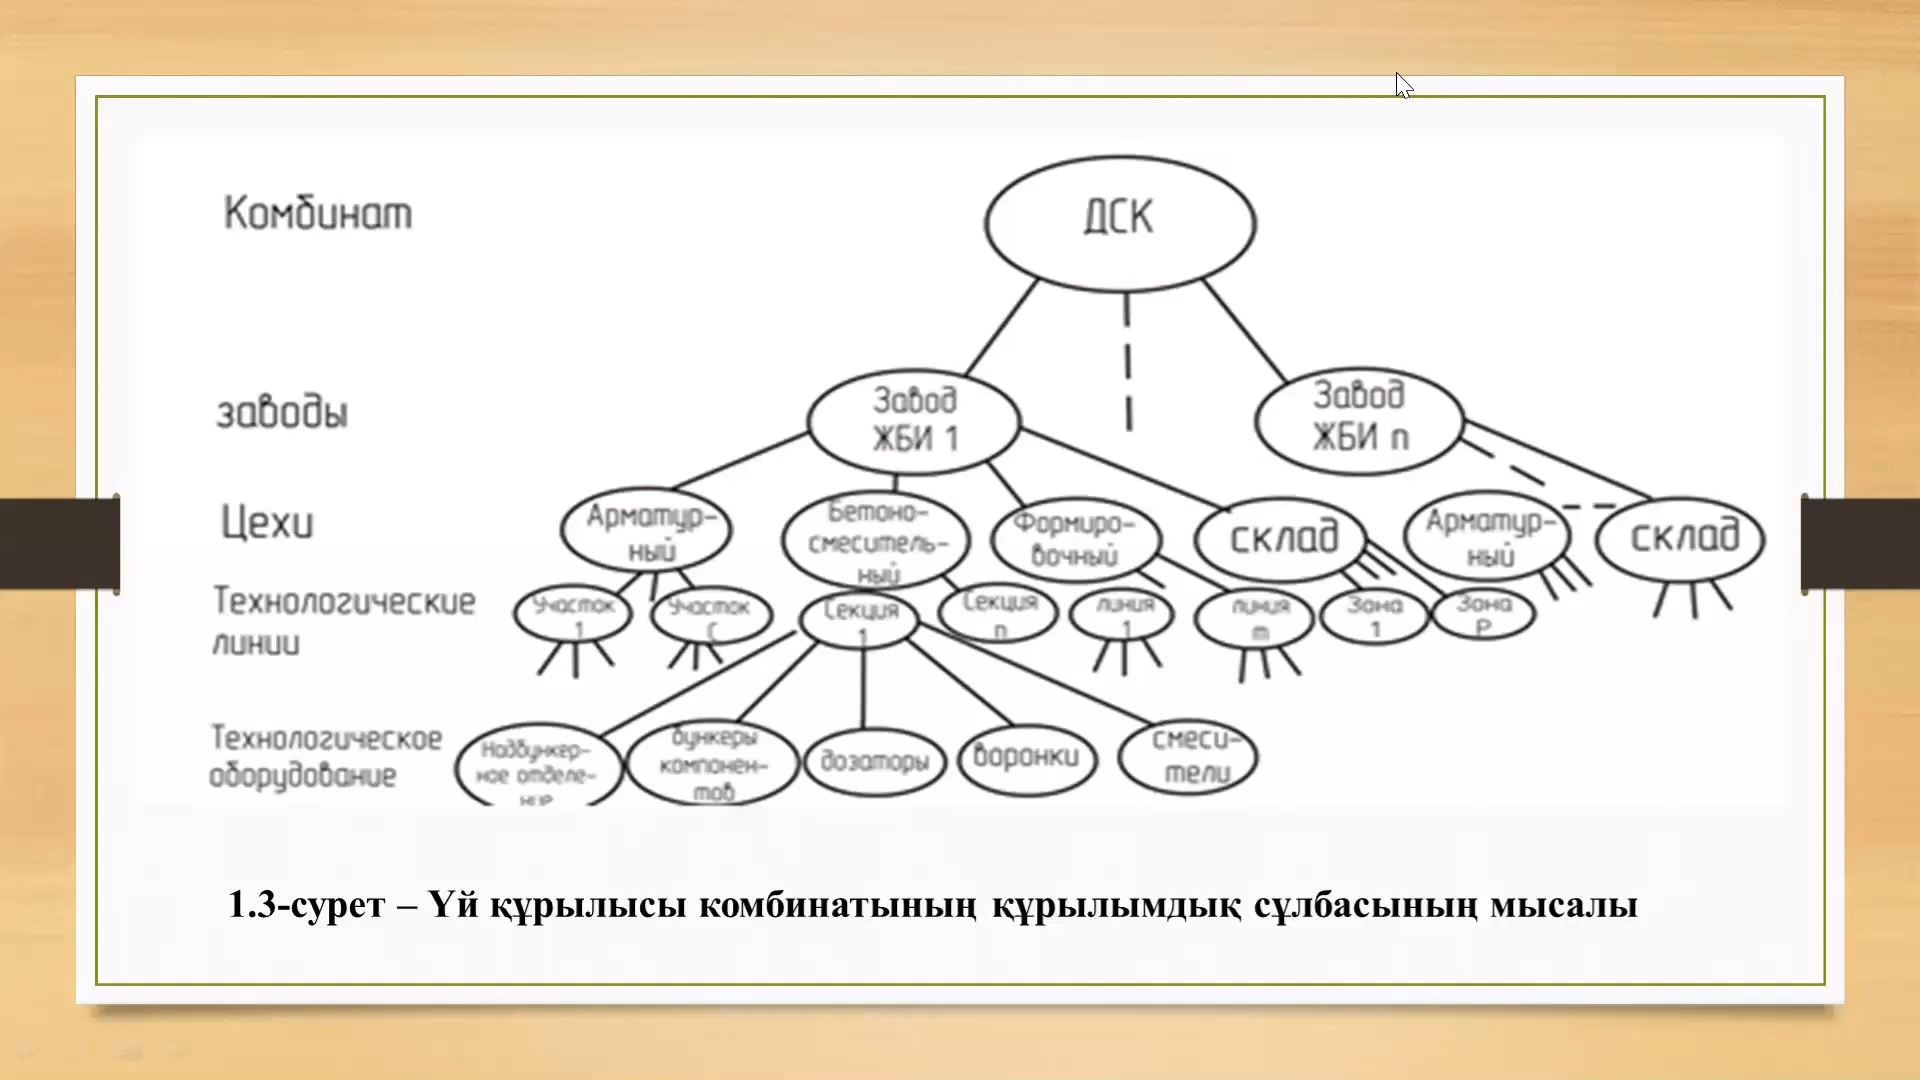 Комбинат
ДСК
заводы
Завод
ЖБИ 1
Завод
ЖБИ n
Цехи
Арматур-
ный
Бетоно-
смеситель-
ный
Формиро-
вочный
склад
Арматур-
ный
склад
Технологические
линии
Участок
1
Участок
С
Секция
1
Секция
n
линия
1
линия
m
Зона
1
Зона
Р
Технологическое
оборудование
Надбункер-
ное отделе-
ние
бункеры
компонен-
тов
дозаторы
воронки
смеси-
тели
1.3-сурет – Үй құрылысы комбинатының құрылымдық сұлбасының мысалы